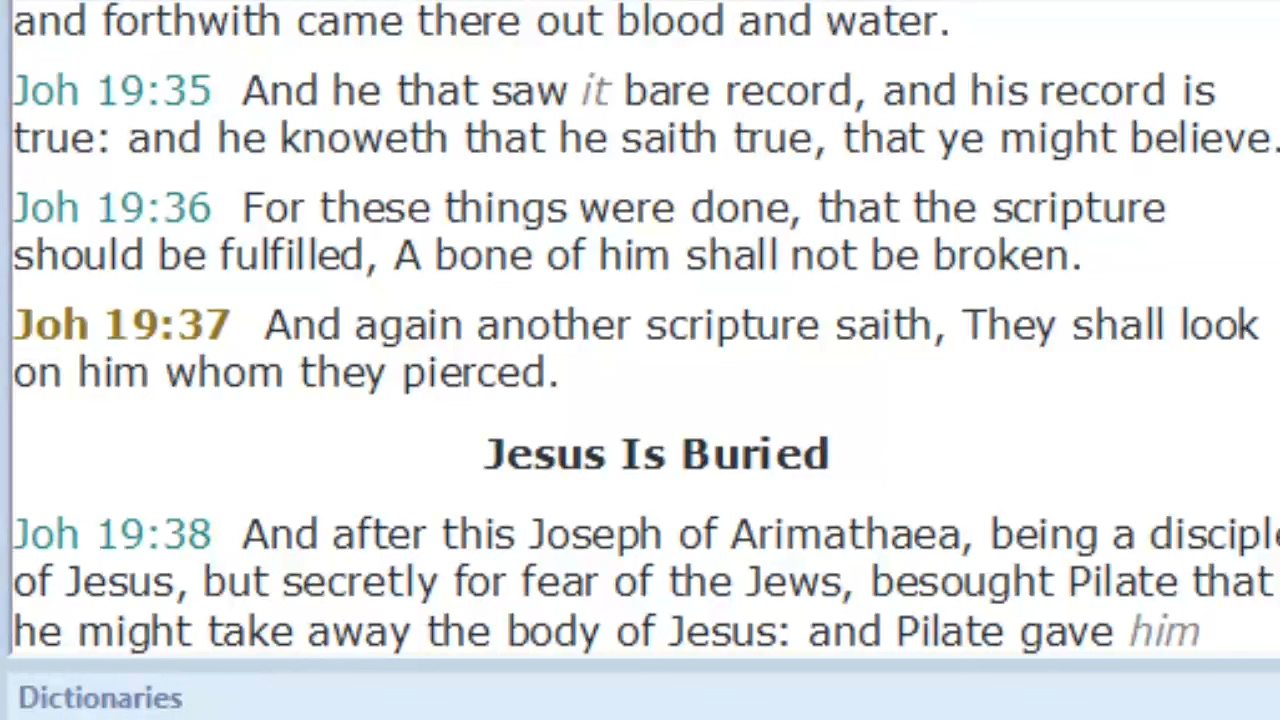 and forthwith came there out blood and water.
Joh 19:35 And he that saw it bare record, and his record is
true: and he knoweth that he saith true, that ye might believe.
Joh 19:36 For these things were done, that the scripture
should be fulfilled, A bone of him shall not be broken.
Joh 19:37 And again another scripture saith, They shall look
on him whom they pierced.
Jesus Is Buried
Joh 19:38 And after this Joseph of Arimathaea, being a disciple
of Jesus, but secretly for fear of the Jews, besought Pilate that
he might take away the body of Jesus: and Pilate gave him
Dictionaries